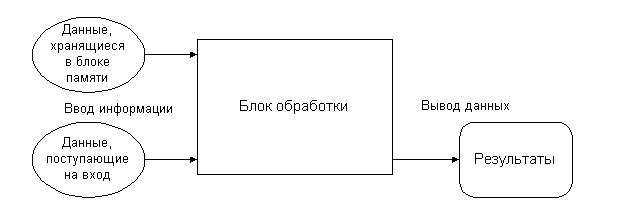 Данные,
хранящиеся
в блоке
памяти
Ввод информации
Данные,
поступающие
на вход
Блок обработки
Вывод данных
Результаты